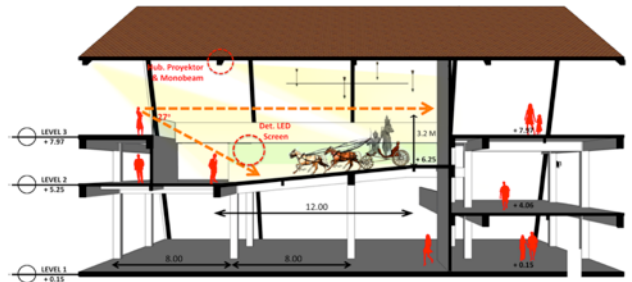 Hub. Proyektor
& Monobeam
27°
LEVEL 3
+ 7.97
Det. LED
Screen
3.2 M
+ 7.97
+ 6.25
LEVEL 2
+ 5.25
12.00
+ 4.06
8.00
8.00
LEVEL 1
+ 0.15
+ 0.15